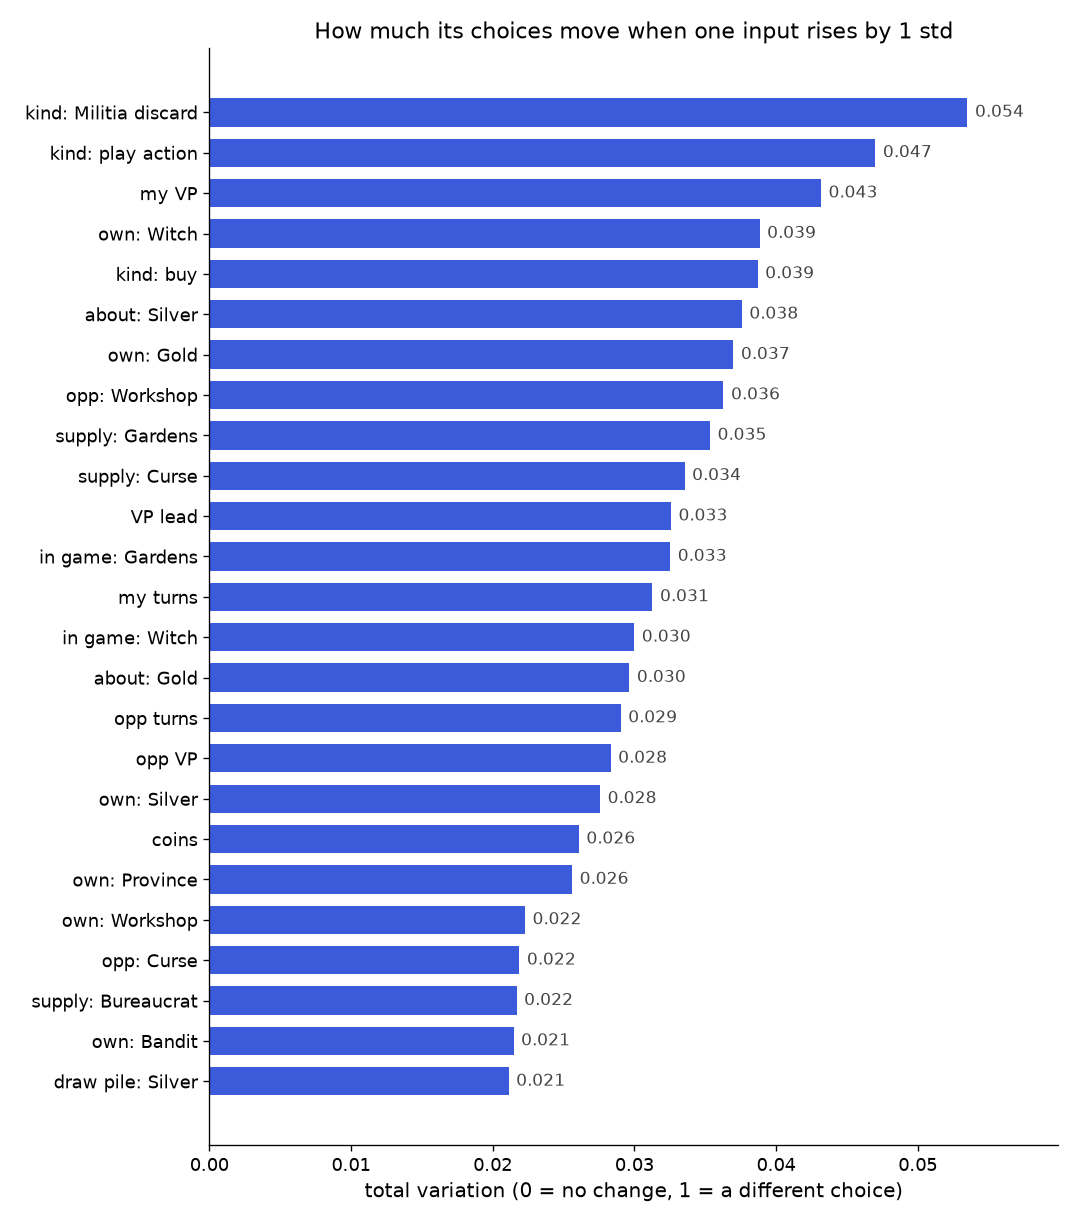 How much its choices move when one input rises by 1 std
kind: Militia discard 0.054
kind: play action 0.047
my VP 0.043
own: Witch 0.039
kind: buy 0.039
about: Silver 0.038
own: Gold 0.037
opp: Workshop 0.036
supply: Gardens 0.035
supply: Curse 0.034
VP lead 0.033
in game: Gardens 0.033
my turns 0.031
in game: Witch 0.030
about: Gold 0.030
opp turns 0.029
opp VP 0.028
own: Silver 0.028
coins 0.026
own: Province 0.026
own: Workshop 0.022
opp: Curse 0.022
supply: Bureaucrat 0.022
own: Bandit 0.021
draw pile: Silver 0.021
0.00 0.01 0.02 0.03 0.04 0.05
total variation (0 = no change, 1 = a different choice)